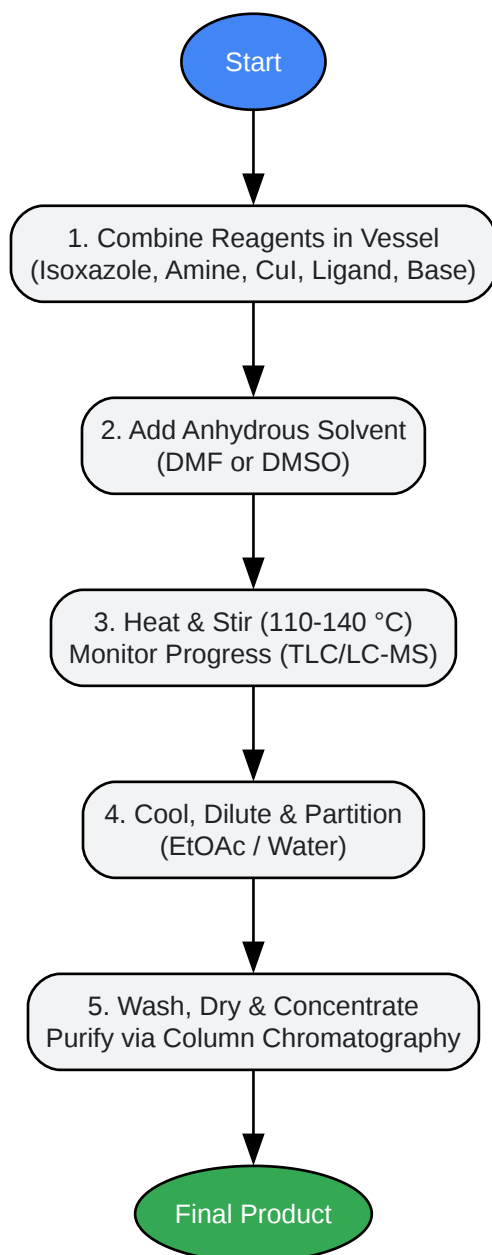 Start
1. Combine Reagents in Vessel
(Isoxazole, Amine, CuI, Ligand, Base)
2. Add Anhydrous Solvent
(DMF or DMSO)
3. Heat & Stir (110-140 °C)
Monitor Progress (TLC/LC-MS)
4. Cool, Dilute & Partition
(EtOAc / Water)
5. Wash, Dry & Concentrate
Purify via Column Chromatography
Final Product